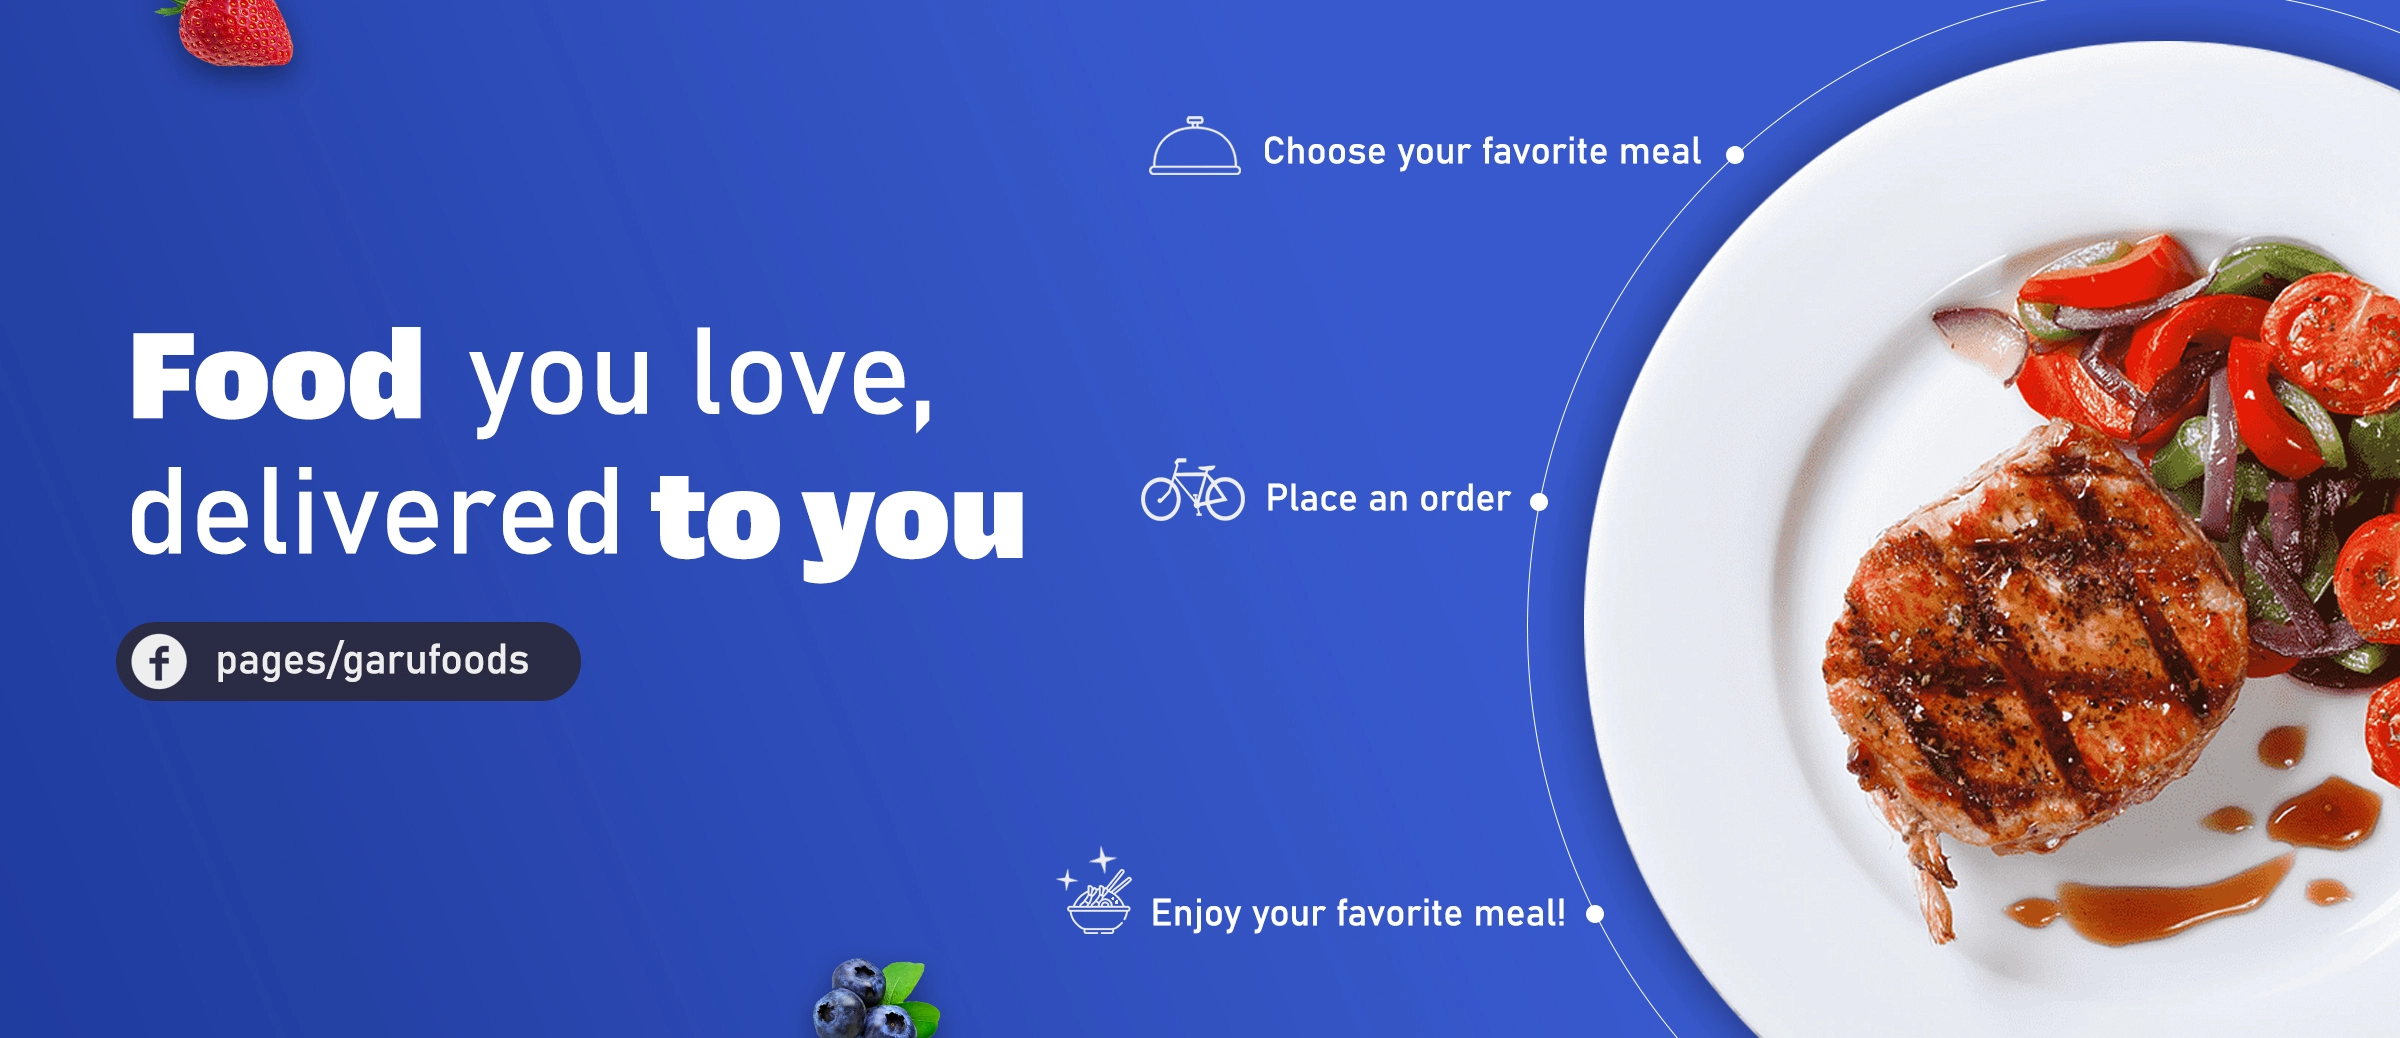 Food you love,
delivered to you
pages/garufoods
Choose your favorite meal
Place an order
Enjoy your favorite meal!